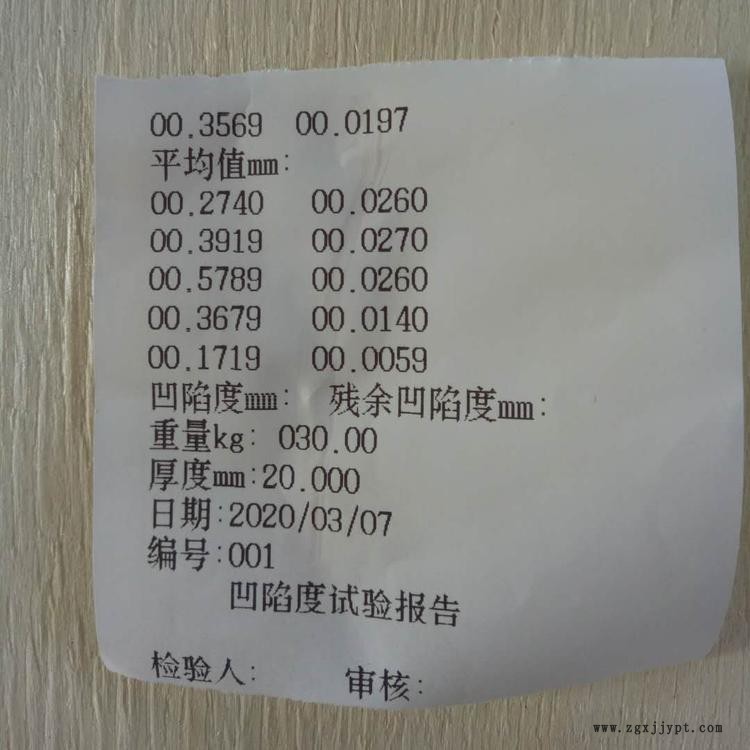 00.3569 00.0197
平均值mm:
00.2740 00.0260
00.3919 00.0270
00.5789 00.0260
00.3679 00.0140
00.1719 00.0059
凹陷度mm: 残余凹陷度mm:
重量kg: 030.00
厚度mm:20.000
日期:2020/03/07
编号:001
凹陷度试验报告
检验人: 审核:
www.zgxjjypt.com